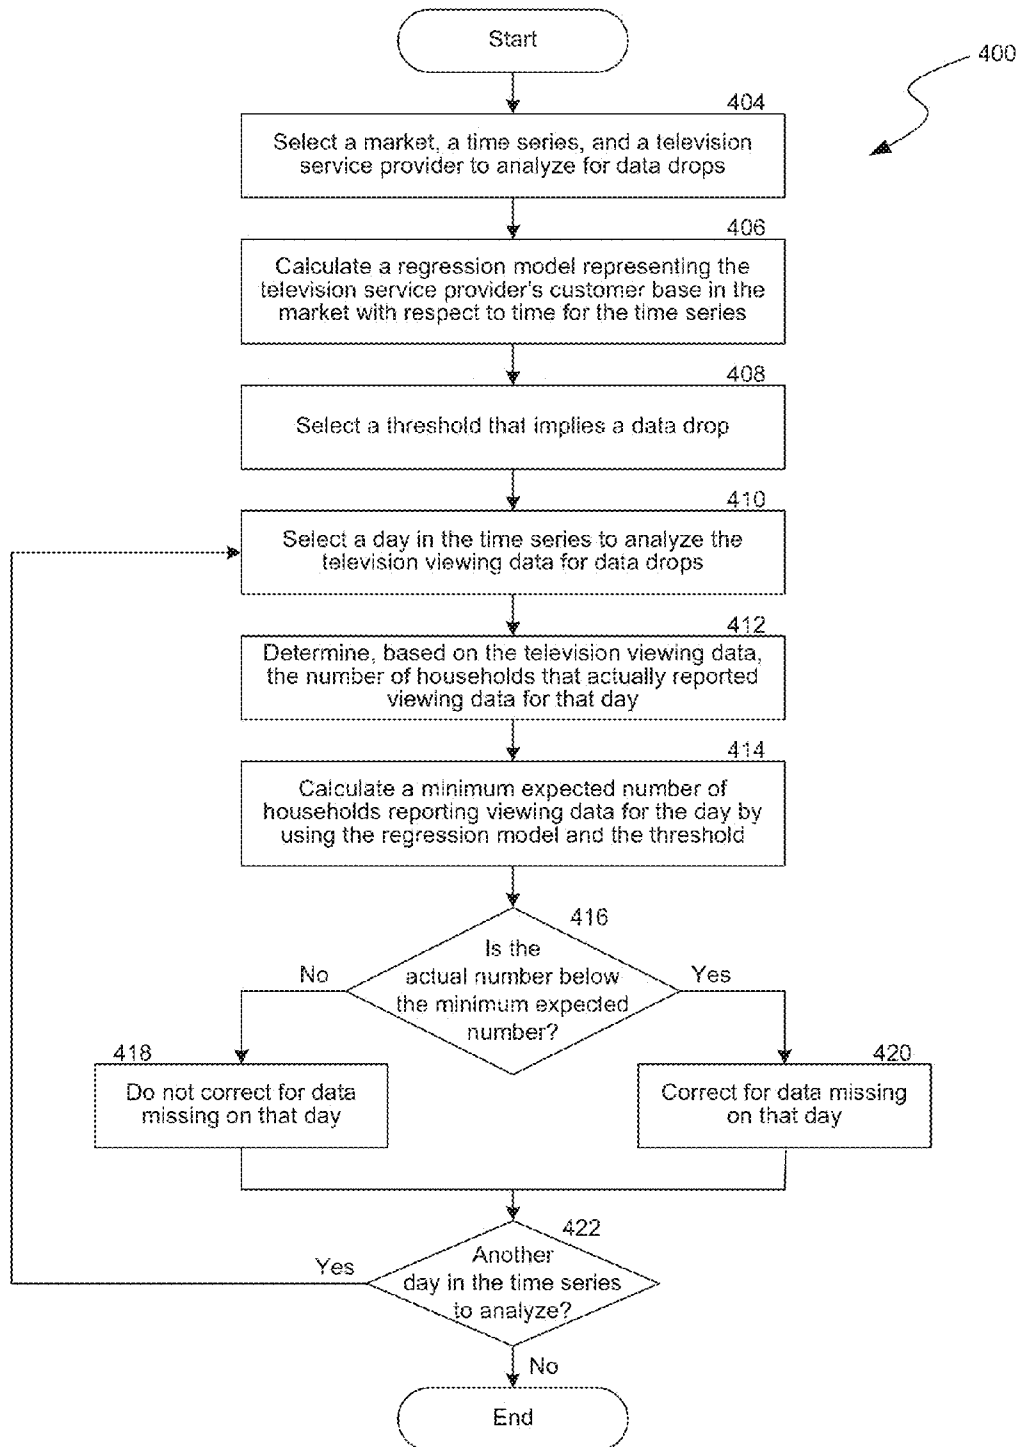 Start
400
404
Select a market, a time series, and a television
service provider to analyze for data drops
406
Calculate a regression model representing the
television service provider's customer base in the
market with respect to time for the time series
408
Select a threshold that implies a data drop
410
Select a day in the time series to analyze the
television viewing data for data drops
412
Determine, based on the television viewing data,
the number of households that actually reported
viewing data for that day
414
Calculate a minimum expected number of
households reporting viewing data for the day by
using the regression model and the threshold
416
Is the
actual number below
the minimum expected
number?
No
Yes
418
Do not correct for data
missing on that day
420
Correct for data missing
on that day
422
Another
day in the time series
to analyze?
Yes
No
End